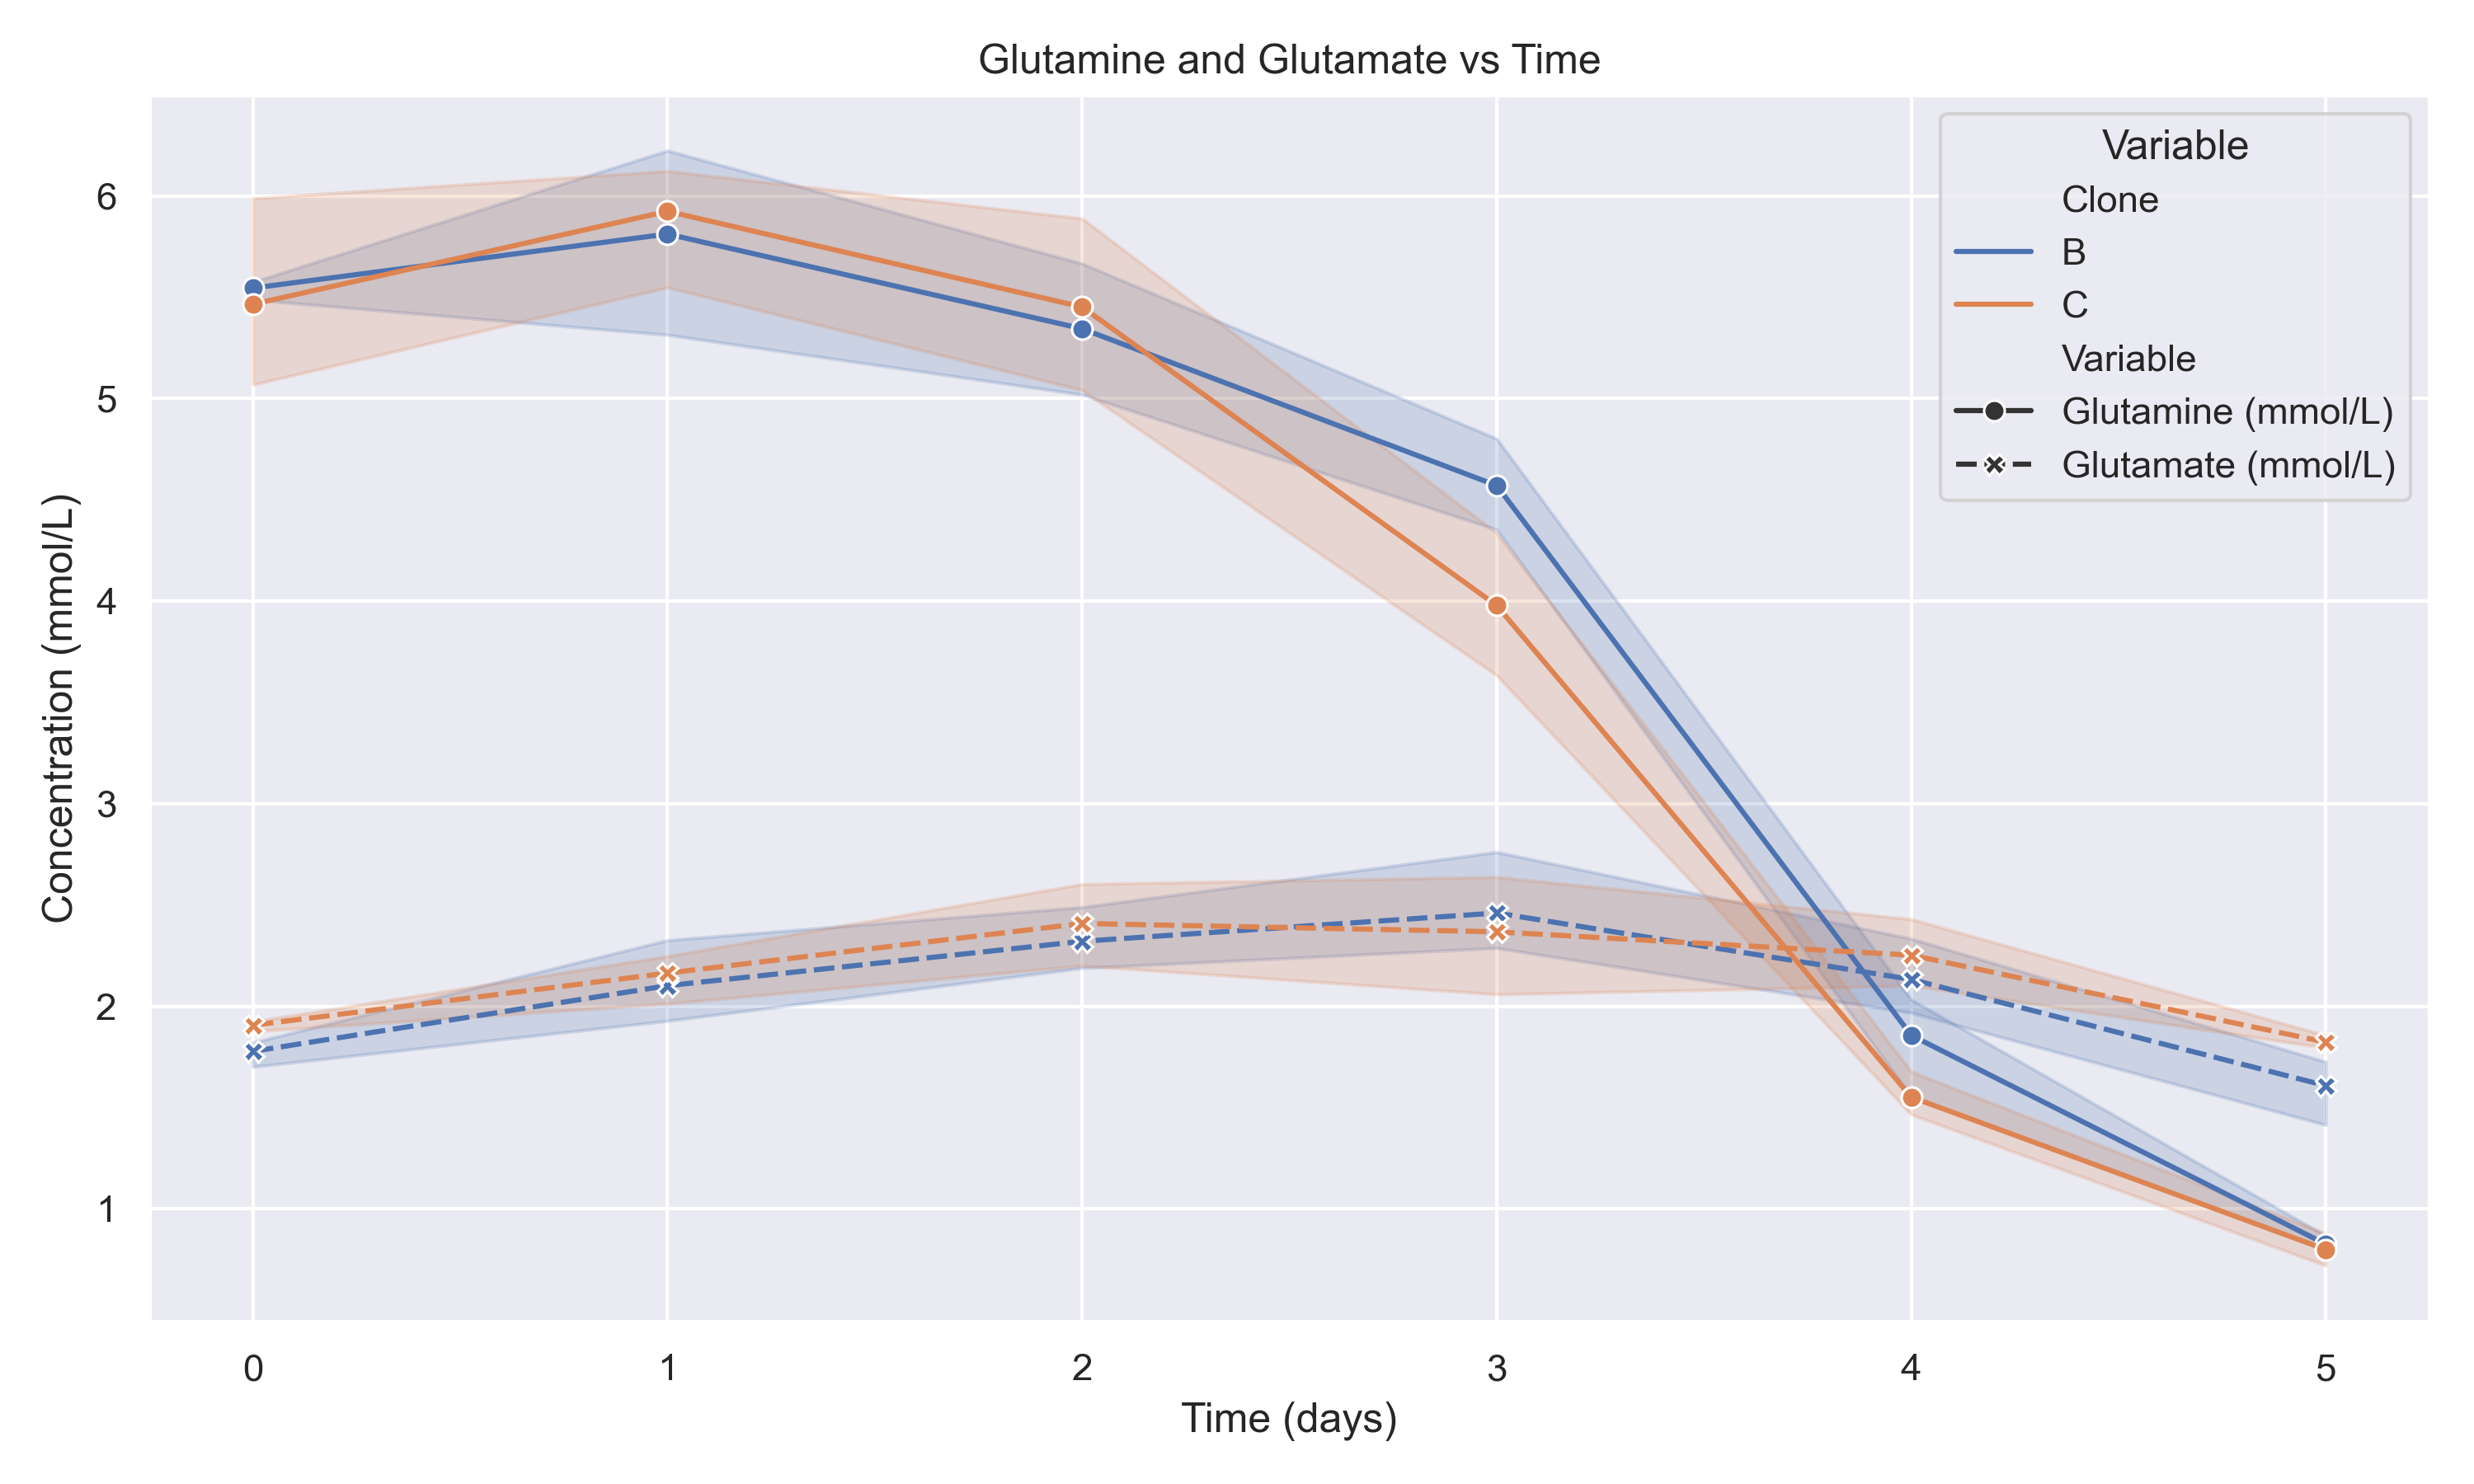 Glutamine and Glutamate vs Time
Variable
Clone
B
C
Variable
Glutamine (mmol/L)
Glutamate (mmol/L)
Concentration (mmol/L)
6
5
4
3
2
1
0 1 2 3 4 5
Time (days)